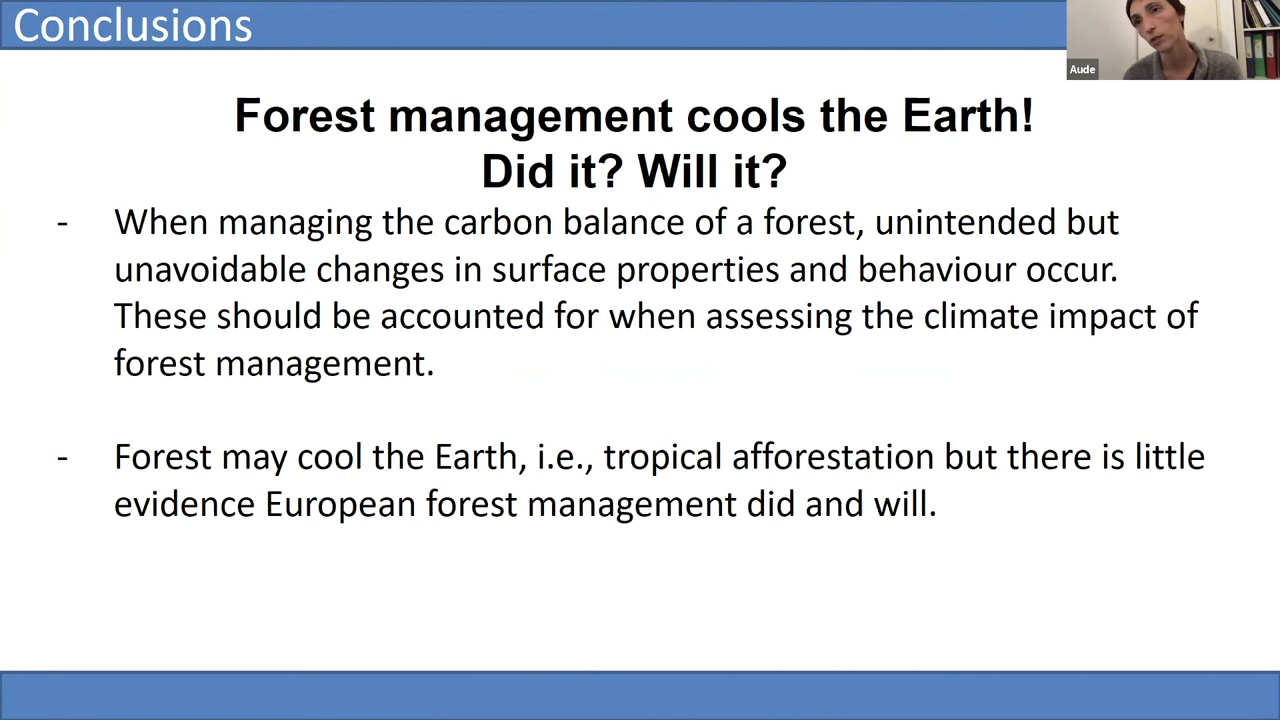 Conclusions
Aude
Forest management cools the Earth!
Did it? Will it?
- When managing the carbon balance of a forest, unintended but
unavoidable changes in surface properties and behaviour occur.
These should be accounted for when assessing the climate impact of
forest management.
- Forest may cool the Earth, i.e., tropical afforestation but there is little
evidence European forest management did and will.